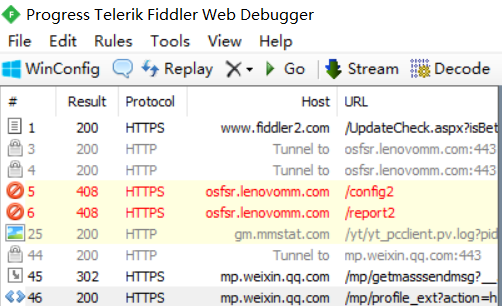 Progress Telerik Fiddler Web Debugger
File Edit Rules Tools View Help
WinConfig Replay Go Stream Decode
# Result Protocol Host URL
1 200 HTTPS www.fiddler2.com /UpdateCheck.aspx?isBet
3 200 HTTP Tunnel to osfsr.lenovomm.com:443
4 200 HTTP Tunnel to osfsr.lenovomm.com:443
5 408 HTTPS osfsr.lenovomm.com /config2
6 408 HTTPS osfsr.lenovomm.com /report2
25 200 HTTP gm.mmstat.com /yt/yt_pcclient.pv.log?pid
44 200 HTTP Tunnel to mp.weixin.qq.com:443
45 302 HTTPS mp.weixin.qq.com /mp/getmasssendmsg?__
46 200 HTTPS mp.weixin.qq.com /mp/profile_ext?action=h